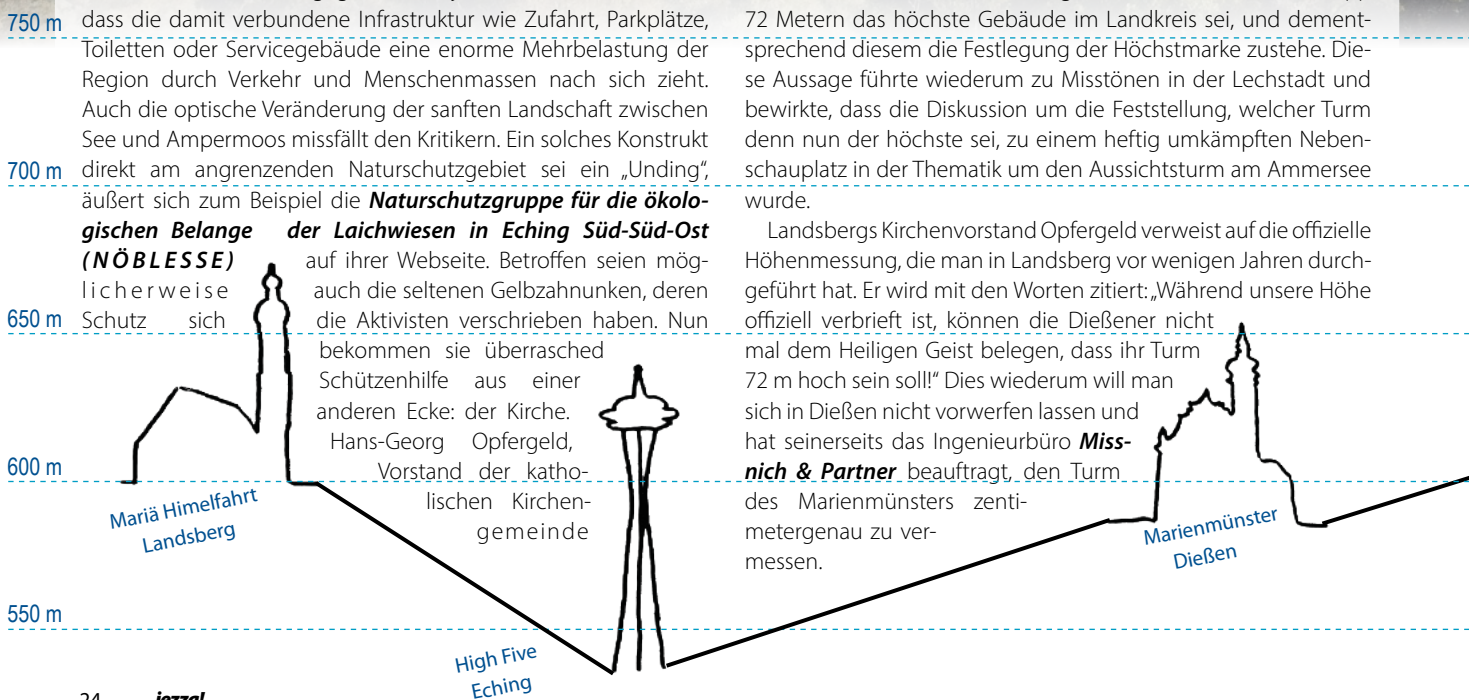 dass die damit verbundene Infrastruktur wie Zufahrt, Parkplätze,
Toiletten oder Servicegebäude eine enorme Mehrbelastung der
Region durch Verkehr und Menschenmassen nach sich zieht.
Auch die optische Veränderung der sanften Landschaft zwischen
See und Ampermoos missfällt den Kritikern. Ein solches Konstrukt
direkt am angrenzenden Naturschutzgebiet sei ein „Unding“,
äußert sich zum Beispiel die Naturschutzgruppe für die ökolo-
gischen Belange der Laichwiesen in Eching Süd-Süd-Ost
(NÖBLESSE) auf ihrer Webseite. Betroffen seien mög-
licherweise auch die seltenen Gelbzahnunken, deren
Schutz sich die Aktivisten verschrieben haben. Nun
bekommen sie überrasched
Schützenhilfe aus einer
anderen Ecke: der Kirche.
Hans-Georg Opfergeld,
Vorstand der katho-
lischen Kirchen-
gemeinde
72 Metern das höchste Gebäude im Landkreis sei, und dement-
sprechend diesem die Festlegung der Höchstmarke zustehe. Die-
se Aussage führte wiederum zu Misstönen in der Lechstadt und
bewirkte, dass die Diskussion um die Feststellung, welcher Turm
denn nun der höchste sei, zu einem heftig umkämpften Neben-
schauplatz in der Thematik um den Aussichtsturm am Ammersee
wurde.
Landsbergs Kirchenvorstand Opfergeld verweist auf die offizielle
Höhenmessung, die man in Landsberg vor wenigen Jahren durch-
geführt hat. Er wird mit den Worten zitiert: „Während unsere Höhe
offiziell verbrieft ist, können die Dießener nicht
mal dem Heiligen Geist belegen, dass ihr Turm
72 m hoch sein soll!“ Dies wiederum will man
sich in Dießen nicht vorwerfen lassen und
hat seinerseits das Ingenieurbüro Miss-
nich & Partner beauftragt, den Turm
des Marienmünsters zenti-
metergenau zu ver-
messen.
750 m
700 m
650 m
600 m
550 m
Mariä Himelfahrt
Landsberg
High Five
Eching
Marienmünster
Dießen
24 jezza!